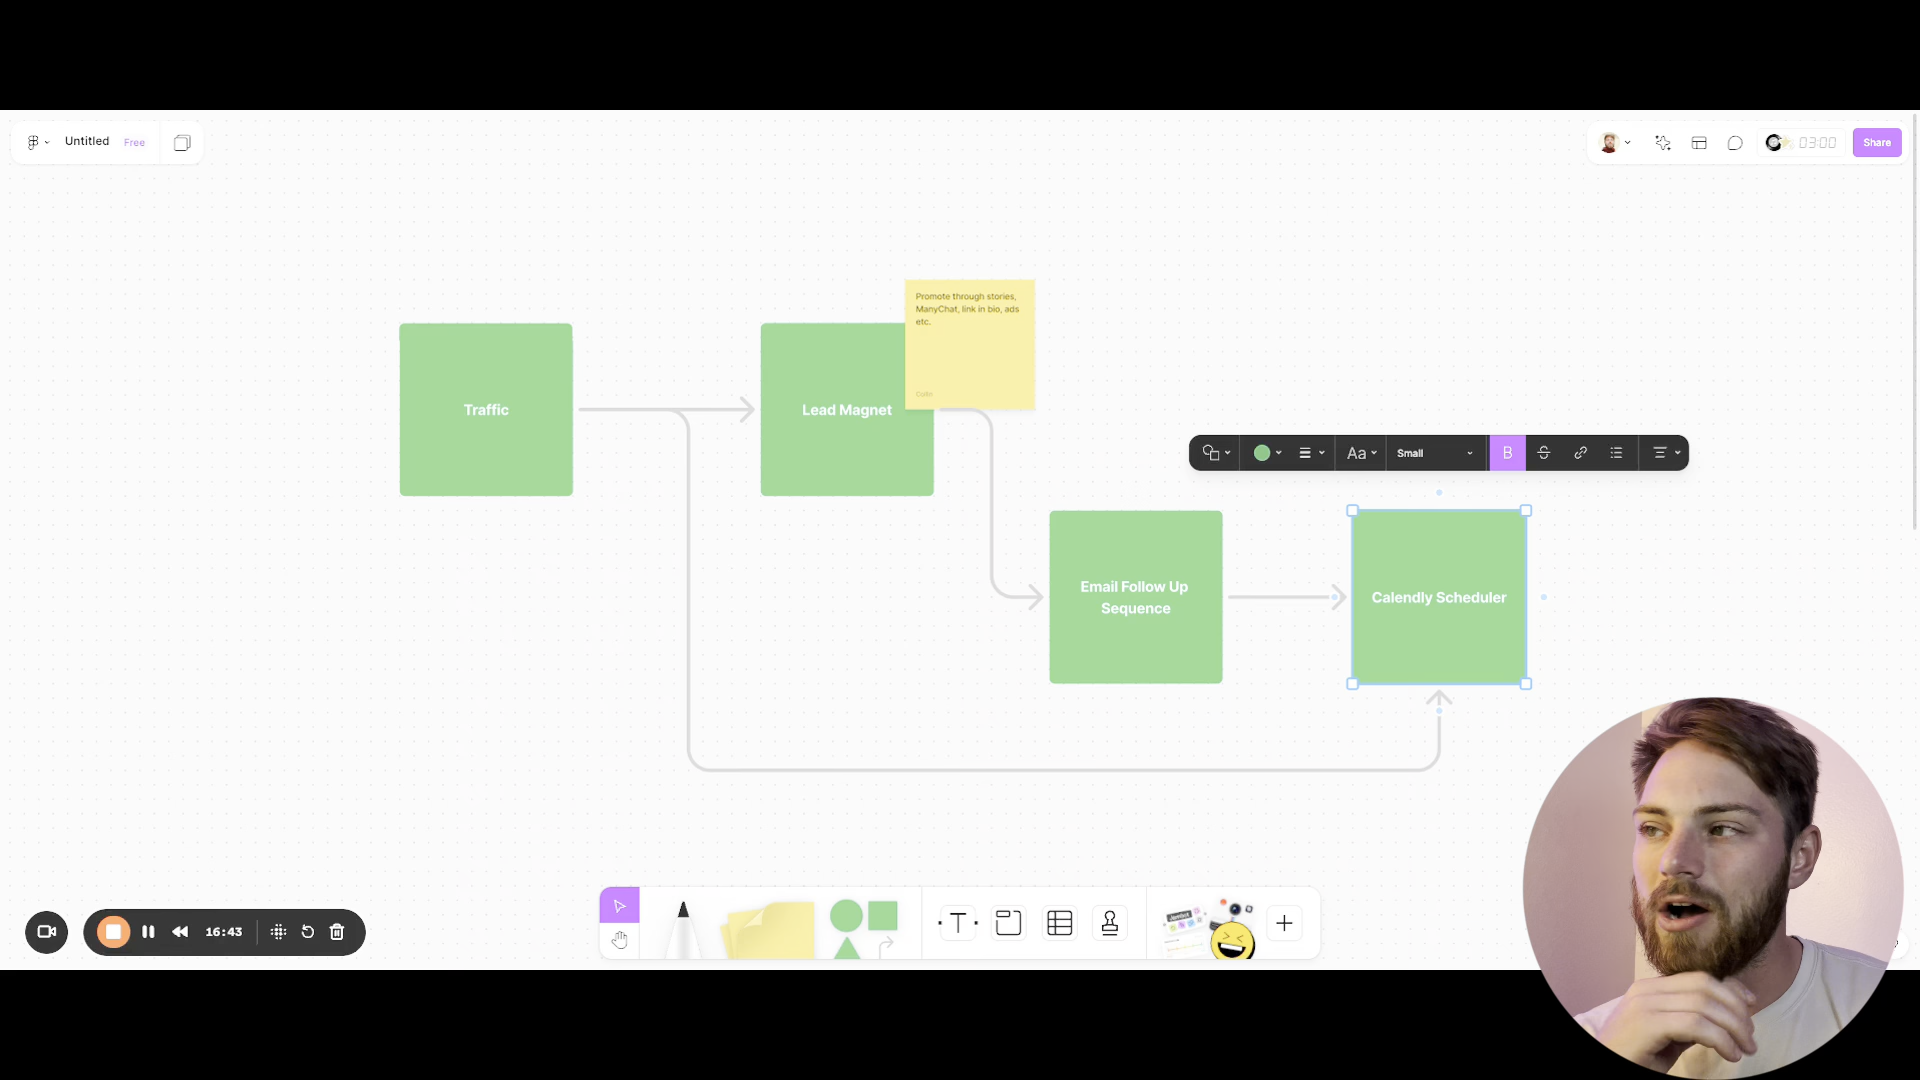 Untitled
Free
03:00
Share
Promote through stories,
ManyChat, link in bio, ads
etc.
Traffic
Lead Magnet
Aa
Small
B
Email Follow Up
Sequence
Calendly Scheduler
16:43
T